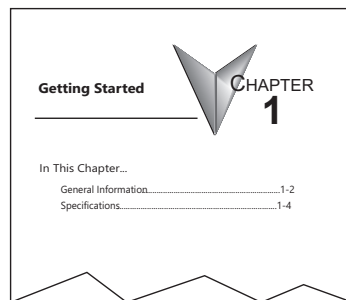 Getting Started
CHAPTER
1
In This Chapter...
General Information....................................................1-2
Specifications............................................................1-4